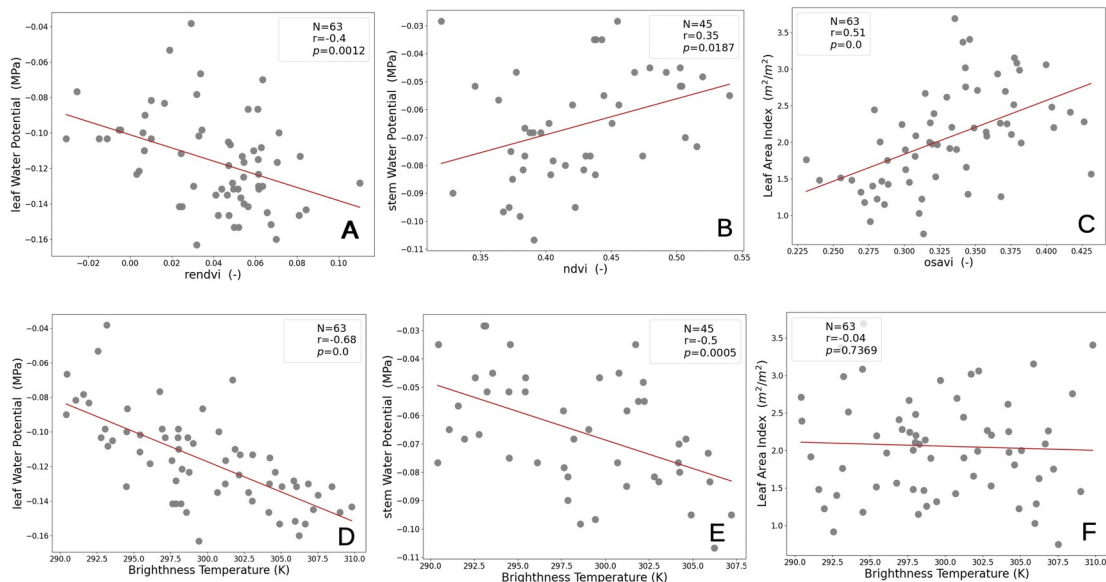 N=63
r=-0.4
p=0.0012
leaf Water Potential (MPa)
−0.04
−0.06
−0.08
−0.10
−0.12
−0.14
−0.16
A
−0.02 0.00 0.02 0.04 0.06 0.08 0.10
rendvi (-)
N=45
r=0.35
p=0.0187
stem Water Potential (MPa)
−0.03
−0.04
−0.05
−0.06
−0.07
−0.08
−0.09
−0.10
−0.11
B
0.35 0.40 0.45 0.50 0.55
ndvi (-)
N=63
r=0.51
p=0.0
Leaf Area Index (m²/m²)
3.5
3.0
2.5
2.0
1.5
1.0
C
0.225 0.250 0.275 0.300 0.325 0.350 0.375 0.400 0.425
osavi (-)
N=63
r=-0.68
p=0.0
leaf Water Potential (MPa)
−0.04
−0.06
−0.08
−0.10
−0.12
−0.14
−0.16
D
290.0 292.5 295.0 297.5 300.0 302.5 305.0 307.5 310.0
Brighthness Temperature (K)
N=45
r=-0.5
p=0.0005
stem Water Potential (MPa)
−0.03
−0.04
−0.05
−0.06
−0.07
−0.08
−0.09
−0.10
−0.11
E
290.0 292.5 295.0 297.5 300.0 302.5 305.0 307.5
Brighthness Temperature (K)
N=63
r=-0.04
p=0.7369
Leaf Area Index (m²/m²)
3.5
3.0
2.5
2.0
1.5
1.0
F
290.0 292.5 295.0 297.5 300.0 302.5 305.0 307.5 310.0
Brighthness Temperature (K)